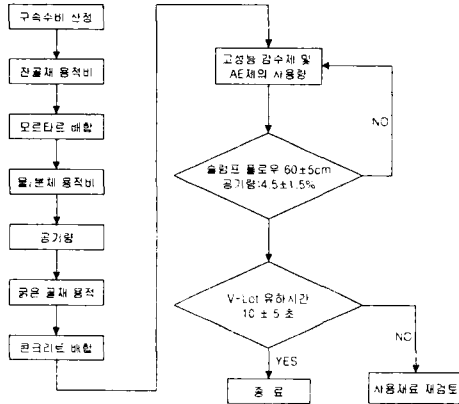 구속수비 산정
잔골재 용적비
모르타르 배합
물/분체 용적비
공기량
굵은 골재 용적
콘크리트 배합
고성능 감수제 및
AE제의 사용량
NO
슬럼프 플로우 60±5cm
공기량:4.5±1.5%
V-Lot 유하시간
10 ± 5 초
NO
YES
종 료
사용재료 재검토